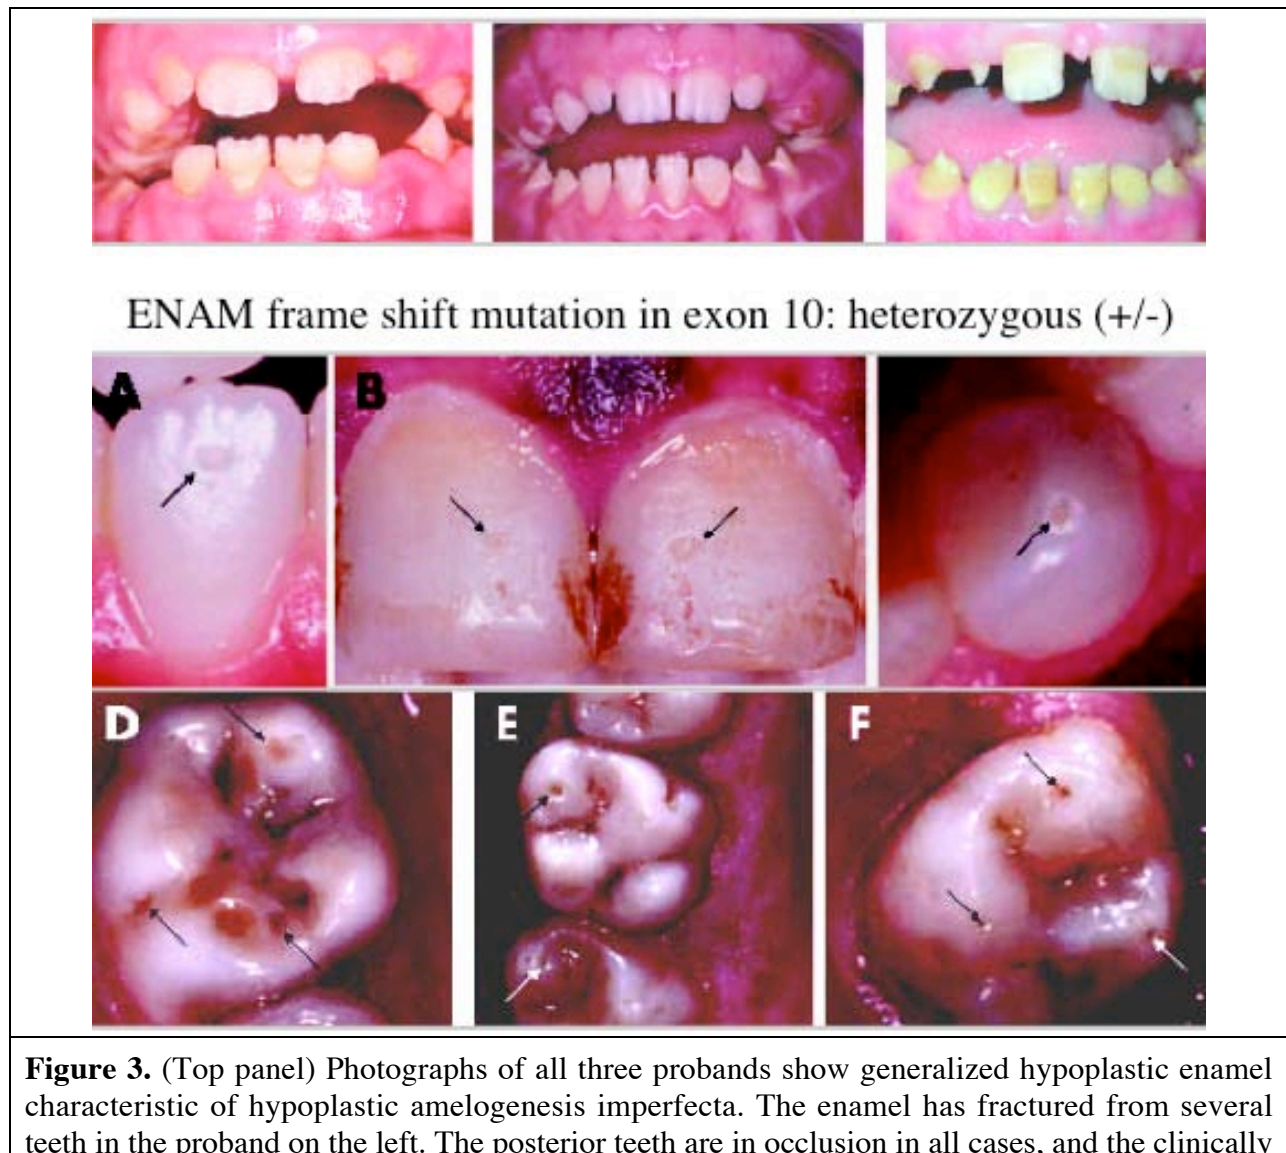 ENAM frame shift mutation in exon 10: heterozygous (+/-)
A
B
D
E
F
Figure 3. (Top panel) Photographs of all three probands show generalized hypoplastic enamel
characteristic of hypoplastic amelogenesis imperfecta. The enamel has fractured from several
teeth in the proband on the left. The posterior teeth are in occlusion in all cases, and the clinically